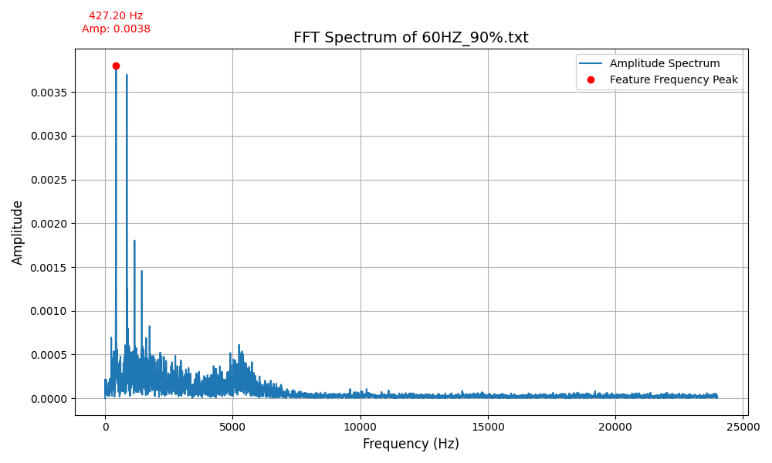 427.20 Hz
Amp: 0.0038
FFT Spectrum of 60HZ_90%.txt
Amplitude Spectrum
Feature Frequency Peak
Amplitude
0.0035
0.0030
0.0025
0.0020
0.0015
0.0010
0.0005
0.0000
0 5000 10000 15000 20000 25000
Frequency (Hz)